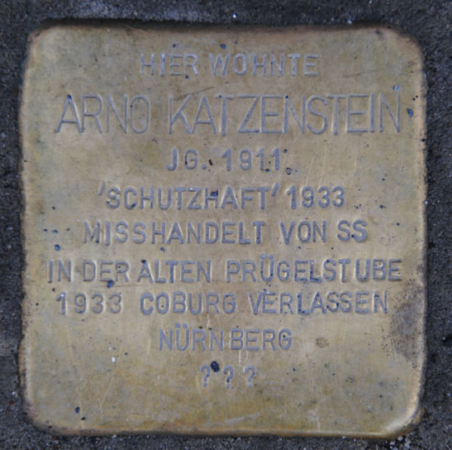 HIER WOHNTE
ARNO KATZENSTEIN
JG. 1911
'SCHUTZHAFT' 1933
MISSHANDELT VON SS
IN DER ALTEN PRÜGELSTUBE
1933 COBURG VERLASSEN
NÜRNBERG
? ? ?